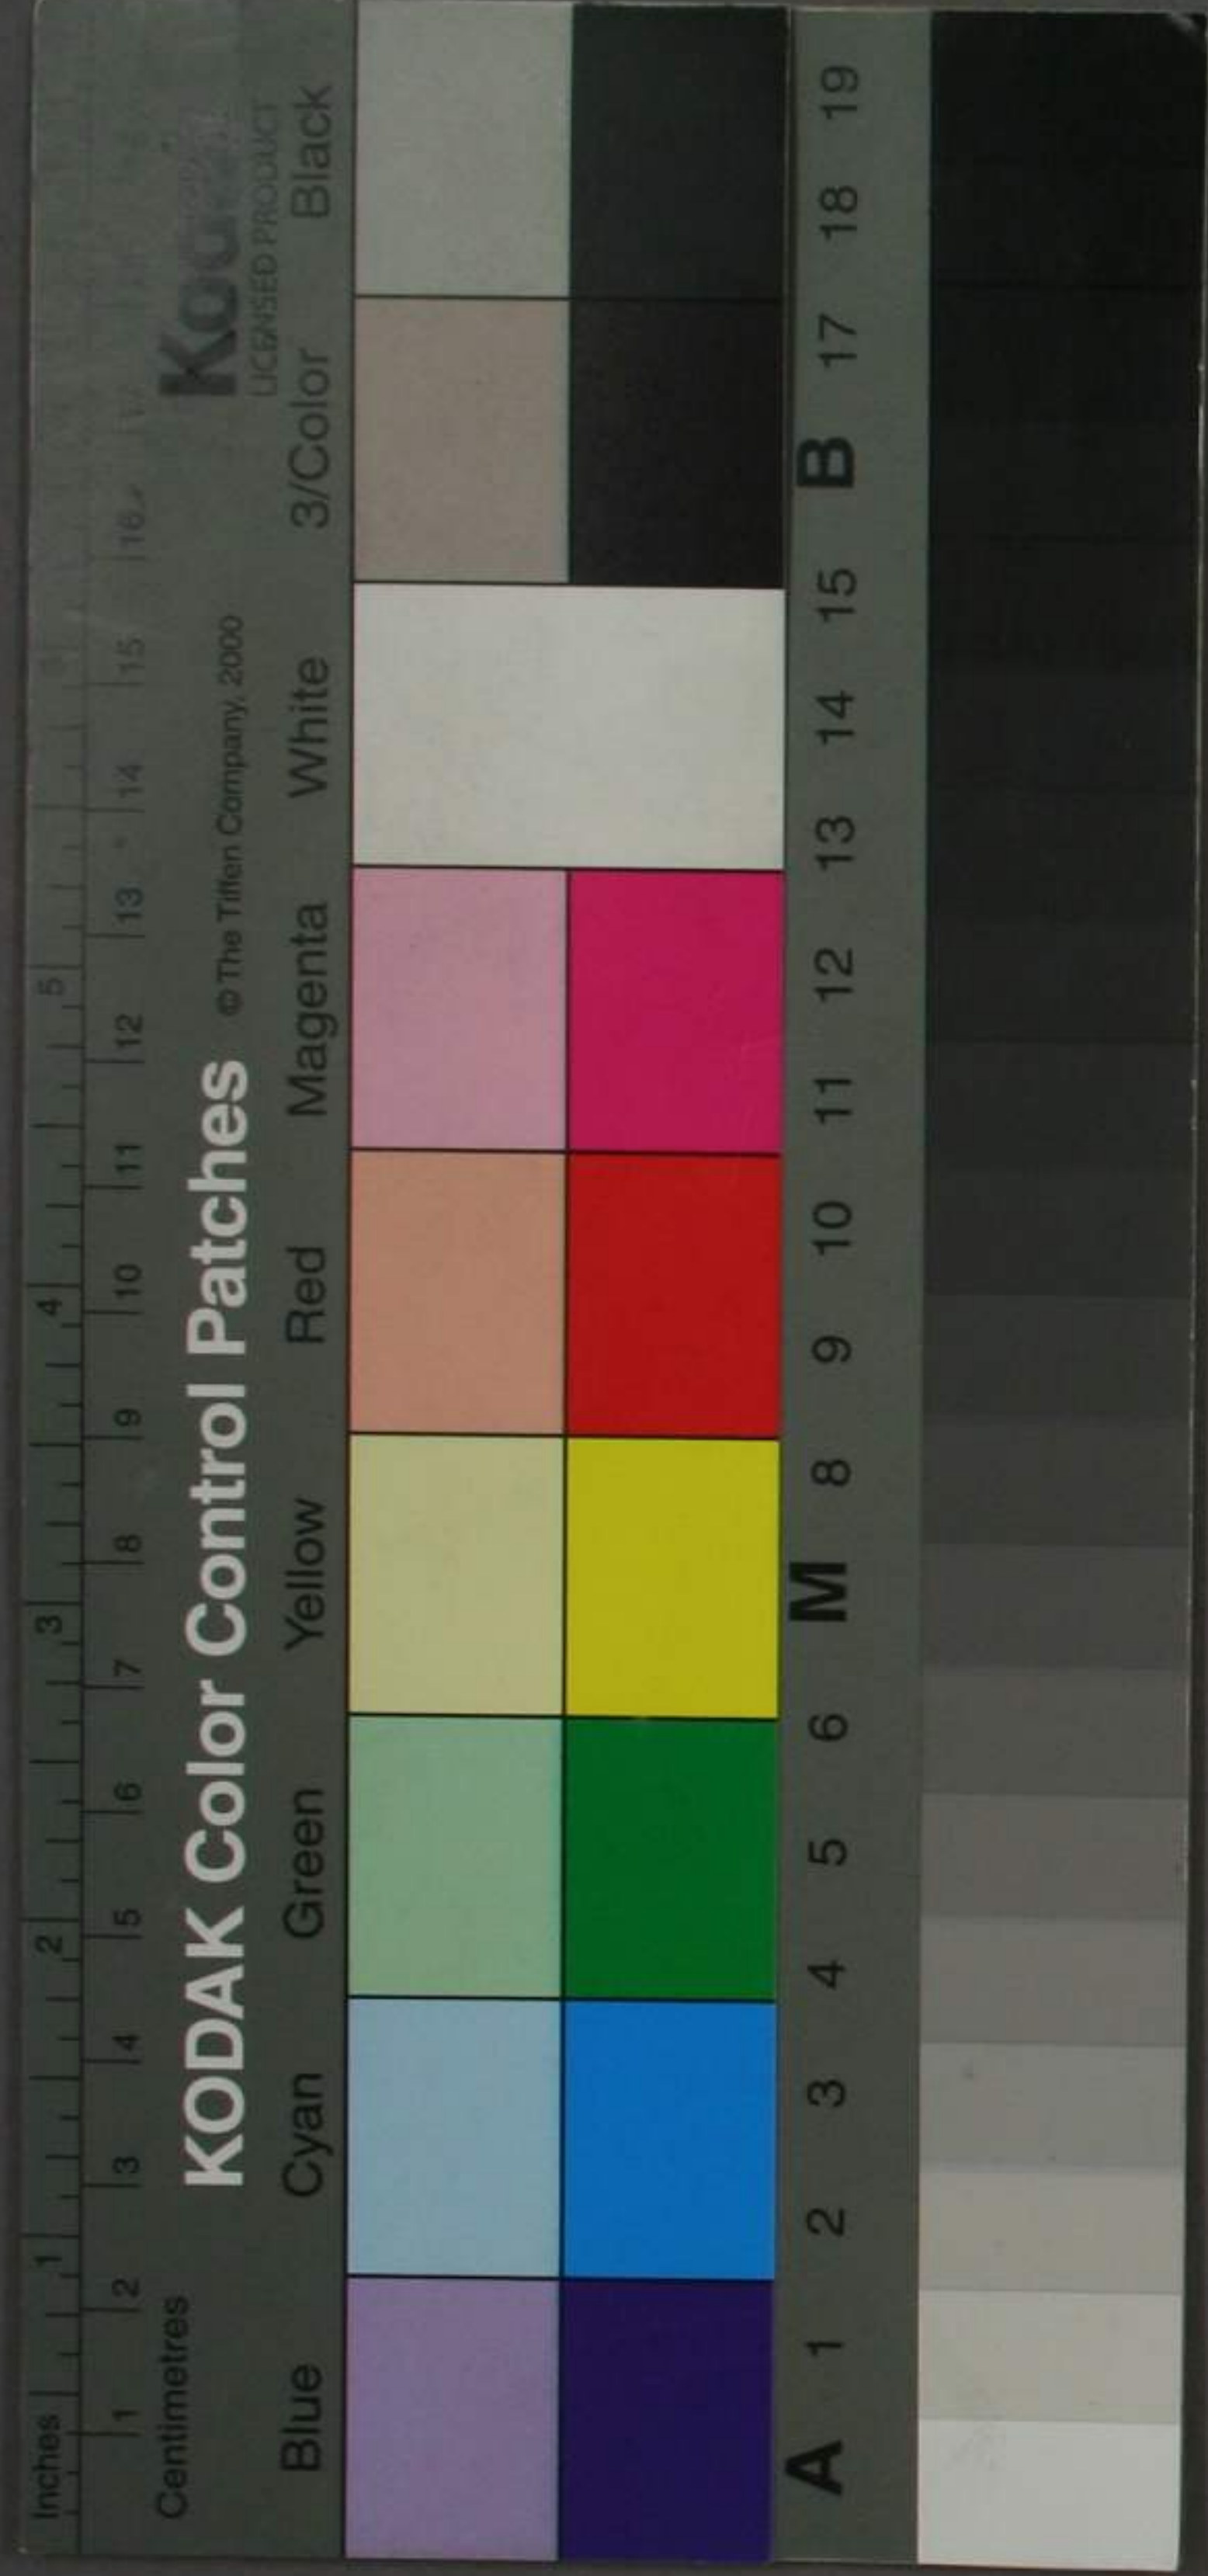 Inches 1 2 3 4 5
1 2 3 4 5 6 7 8 9 10 11 12 13 14 15 16
Centimetres
KODAK Color Control Patches © The Tiffen Company, 2000 Kodak
LICENSED PRODUCT
Blue Cyan Green Yellow Red Magenta White 3/Color Black
A 1 2 3 4 5 6 M 8 9 10 11 12 13 14 15 B 17 18 19